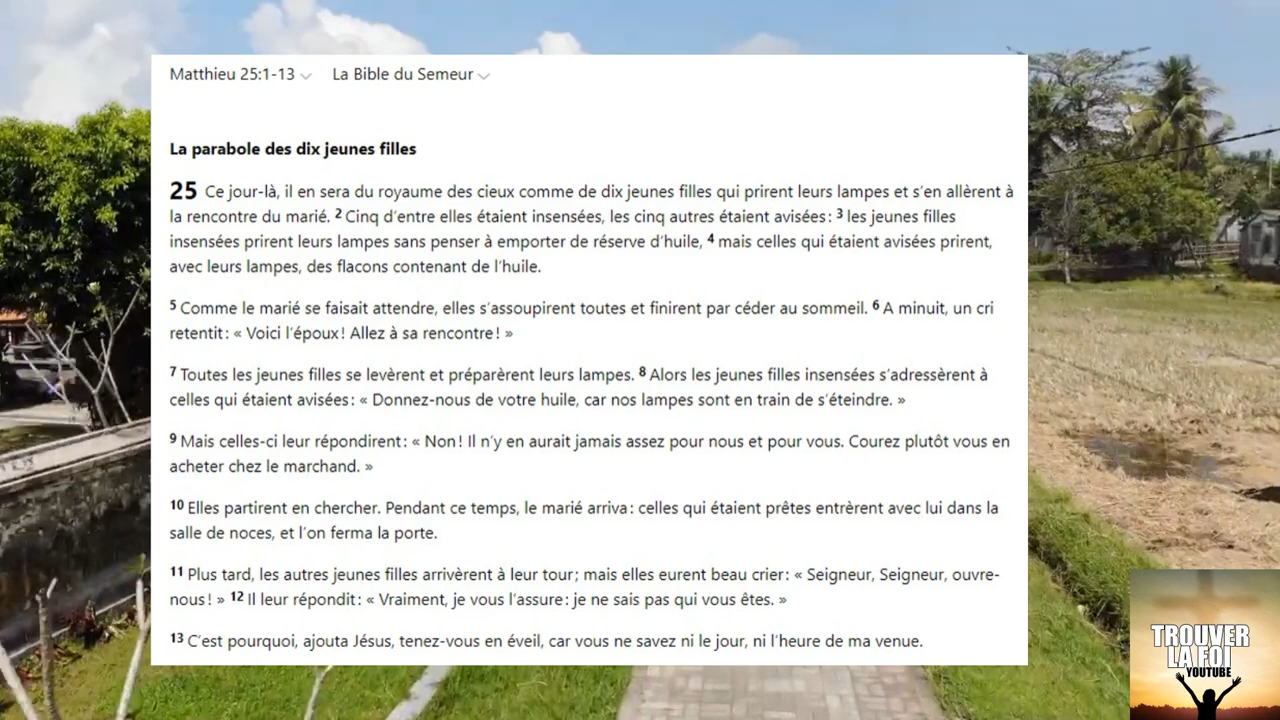 Matthieu 25:1-13 La Bible du Semeur
La parabole des dix jeunes filles
25 Ce jour-là, il en sera du royaume des cieux comme de dix jeunes filles qui prirent leurs lampes et s’en allèrent à
la rencontre du marié. 2 Cinq d’entre elles étaient insensées, les cinq autres étaient avisées : 3 les jeunes filles
insensées prirent leurs lampes sans penser à emporter de réserve d’huile, 4 mais celles qui étaient avisées prirent,
avec leurs lampes, des flacons contenant de l’huile.
5 Comme le marié se faisait attendre, elles s’assoupirent toutes et finirent par céder au sommeil. 6 A minuit, un cri
retentit : « Voici l’époux ! Allez à sa rencontre ! »
7 Toutes les jeunes filles se levèrent et préparèrent leurs lampes. 8 Alors les jeunes filles insensées s’adressèrent à
celles qui étaient avisées : « Donnez-nous de votre huile, car nos lampes sont en train de s’éteindre. »
9 Mais celles-ci leur répondirent : « Non ! Il n’y en aurait jamais assez pour nous et pour vous. Courez plutôt vous en
acheter chez le marchand. »
10 Elles partirent en chercher. Pendant ce temps, le marié arriva : celles qui étaient prêtes entrèrent avec lui dans la
salle de noces, et l’on ferma la porte.
11 Plus tard, les autres jeunes filles arrivèrent à leur tour ; mais elles eurent beau crier : « Seigneur, Seigneur, ouvre-
nous ! » 12 Il leur répondit : « Vraiment, je vous l’assure : je ne sais pas qui vous êtes. »
13 C’est pourquoi, ajouta Jésus, tenez-vous en éveil, car vous ne savez ni le jour, ni l’heure de ma venue.
TROUVER
LA FOI
YOUTUBE